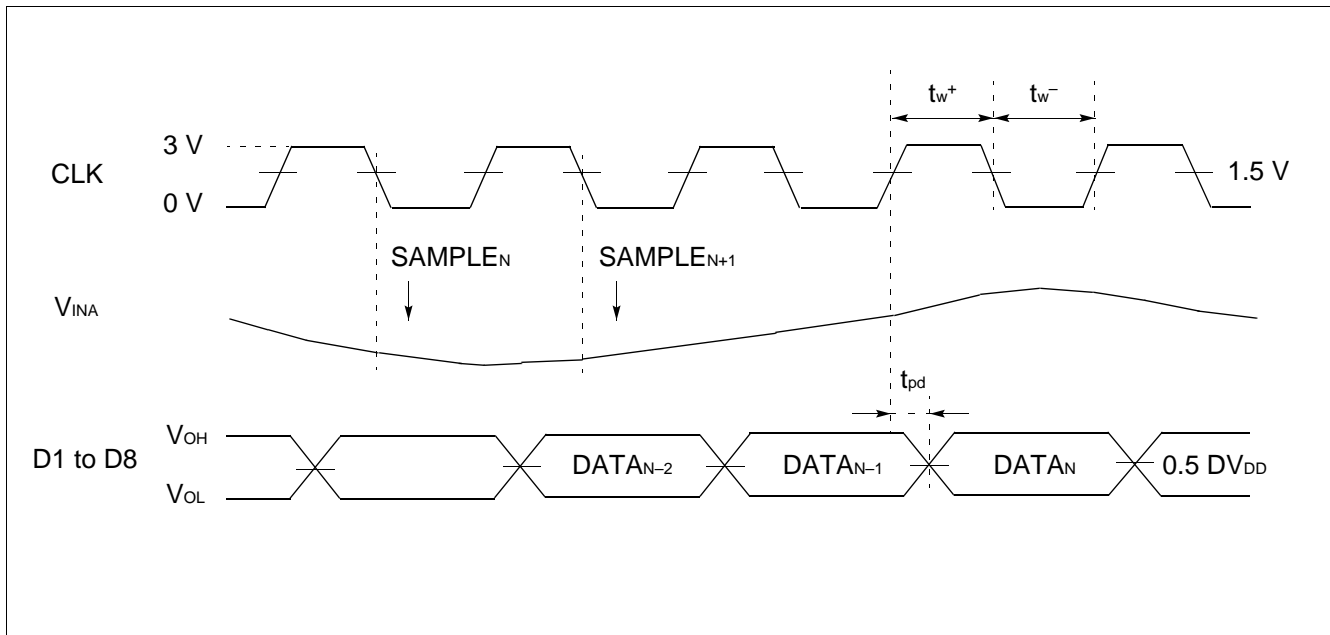 tw+ tw–
3 V
CLK 1.5 V
0 V
SAMPLEN SAMPLEN+1
VINA
tpd
VOH
D1 to D8 DATAN–2 DATAN–1 DATAN 0.5 DVDD
VOL